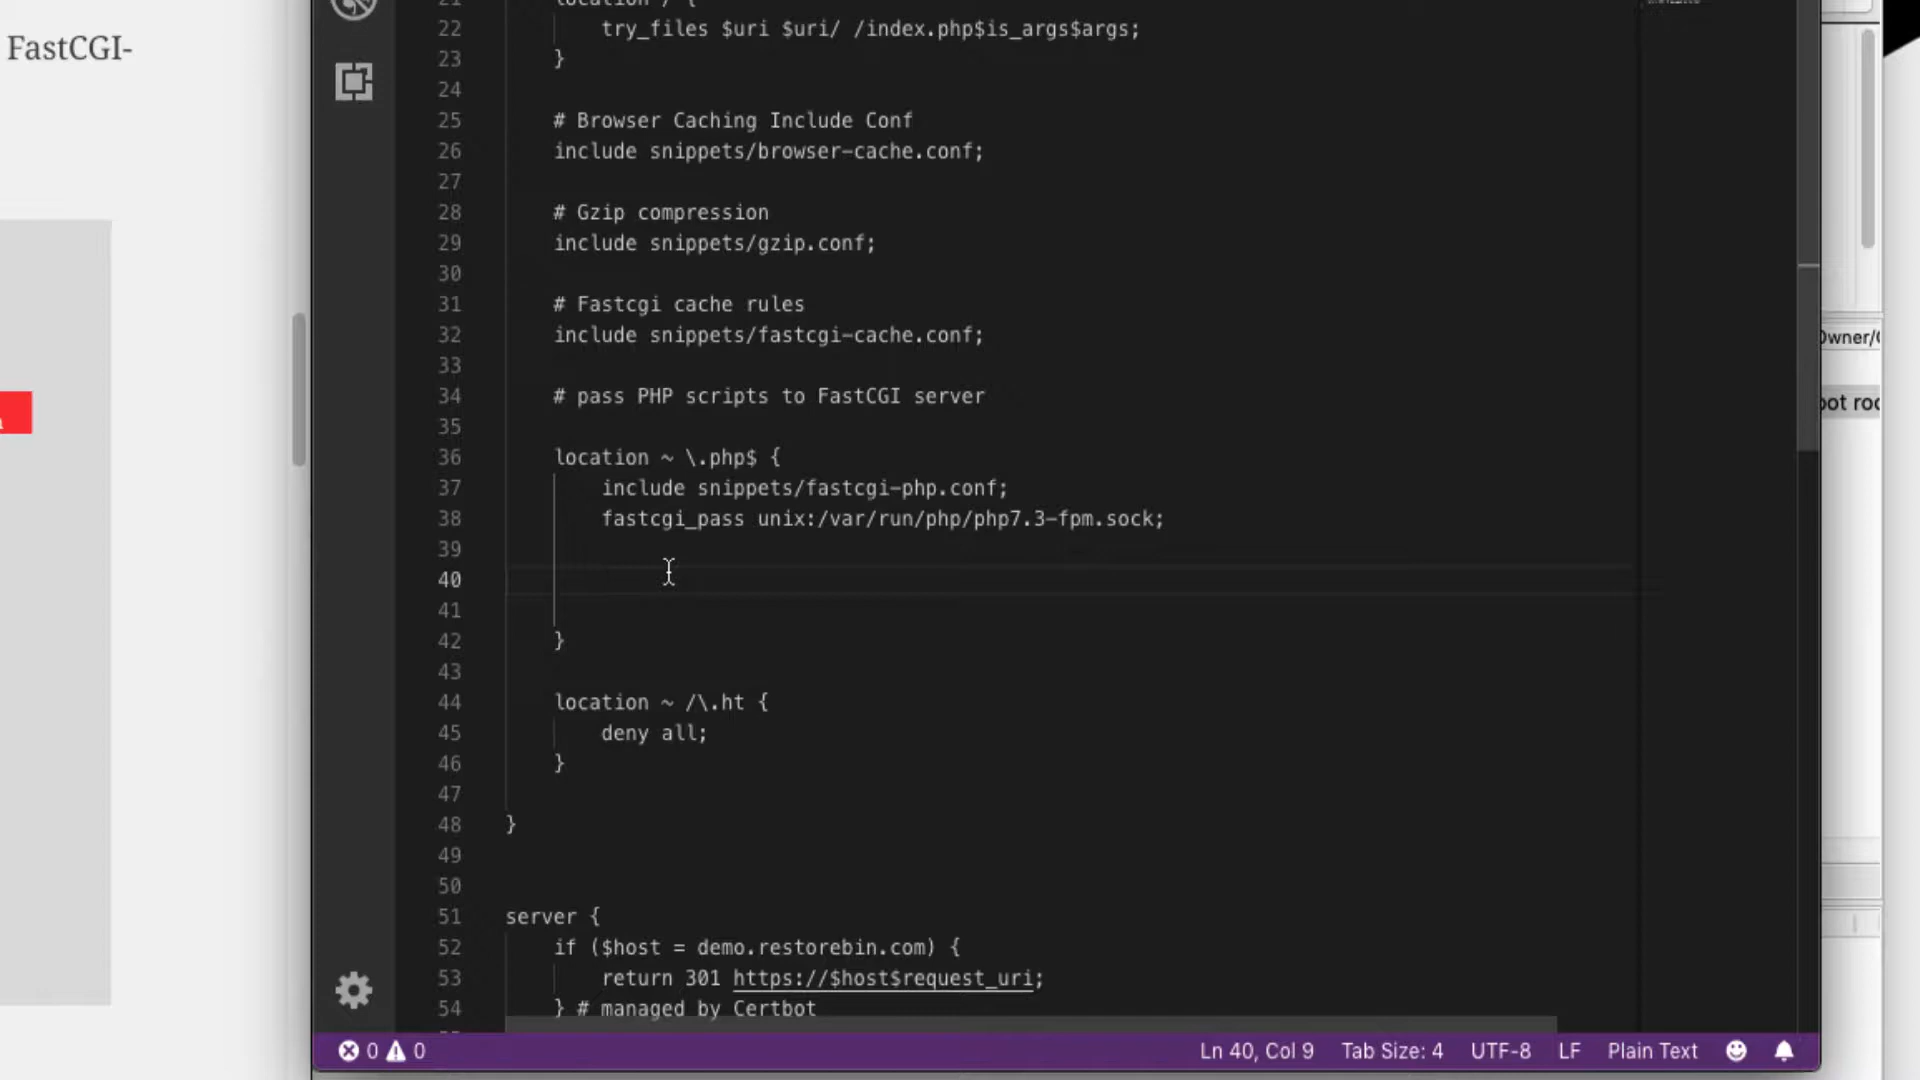 FastCGI-
21 location / {
22 try_files $uri $uri/ /index.php$is_args$args;
23 }
24
25 # Browser Caching Include Conf
26 include snippets/browser-cache.conf;
27
28 # Gzip compression
29 include snippets/gzip.conf;
30
31 # Fastcgi cache rules
32 include snippets/fastcgi-cache.conf;
33
34 # pass PHP scripts to FastCGI server
35
36 location ~ \.php$ {
37 include snippets/fastcgi-php.conf;
38 fastcgi_pass unix:/var/run/php/php7.3-fpm.sock;
39
40
41
42 }
43
44 location ~ /\.ht {
45 deny all;
46 }
47
48 }
49
50
51 server {
52 if ($host = demo.restorebin.com) {
53 return 301 https://$host$request_uri;
54 } # managed by Certbot
0 0 Ln 40, Col 9 Tab Size: 4 UTF-8 LF Plain Text
Owner/